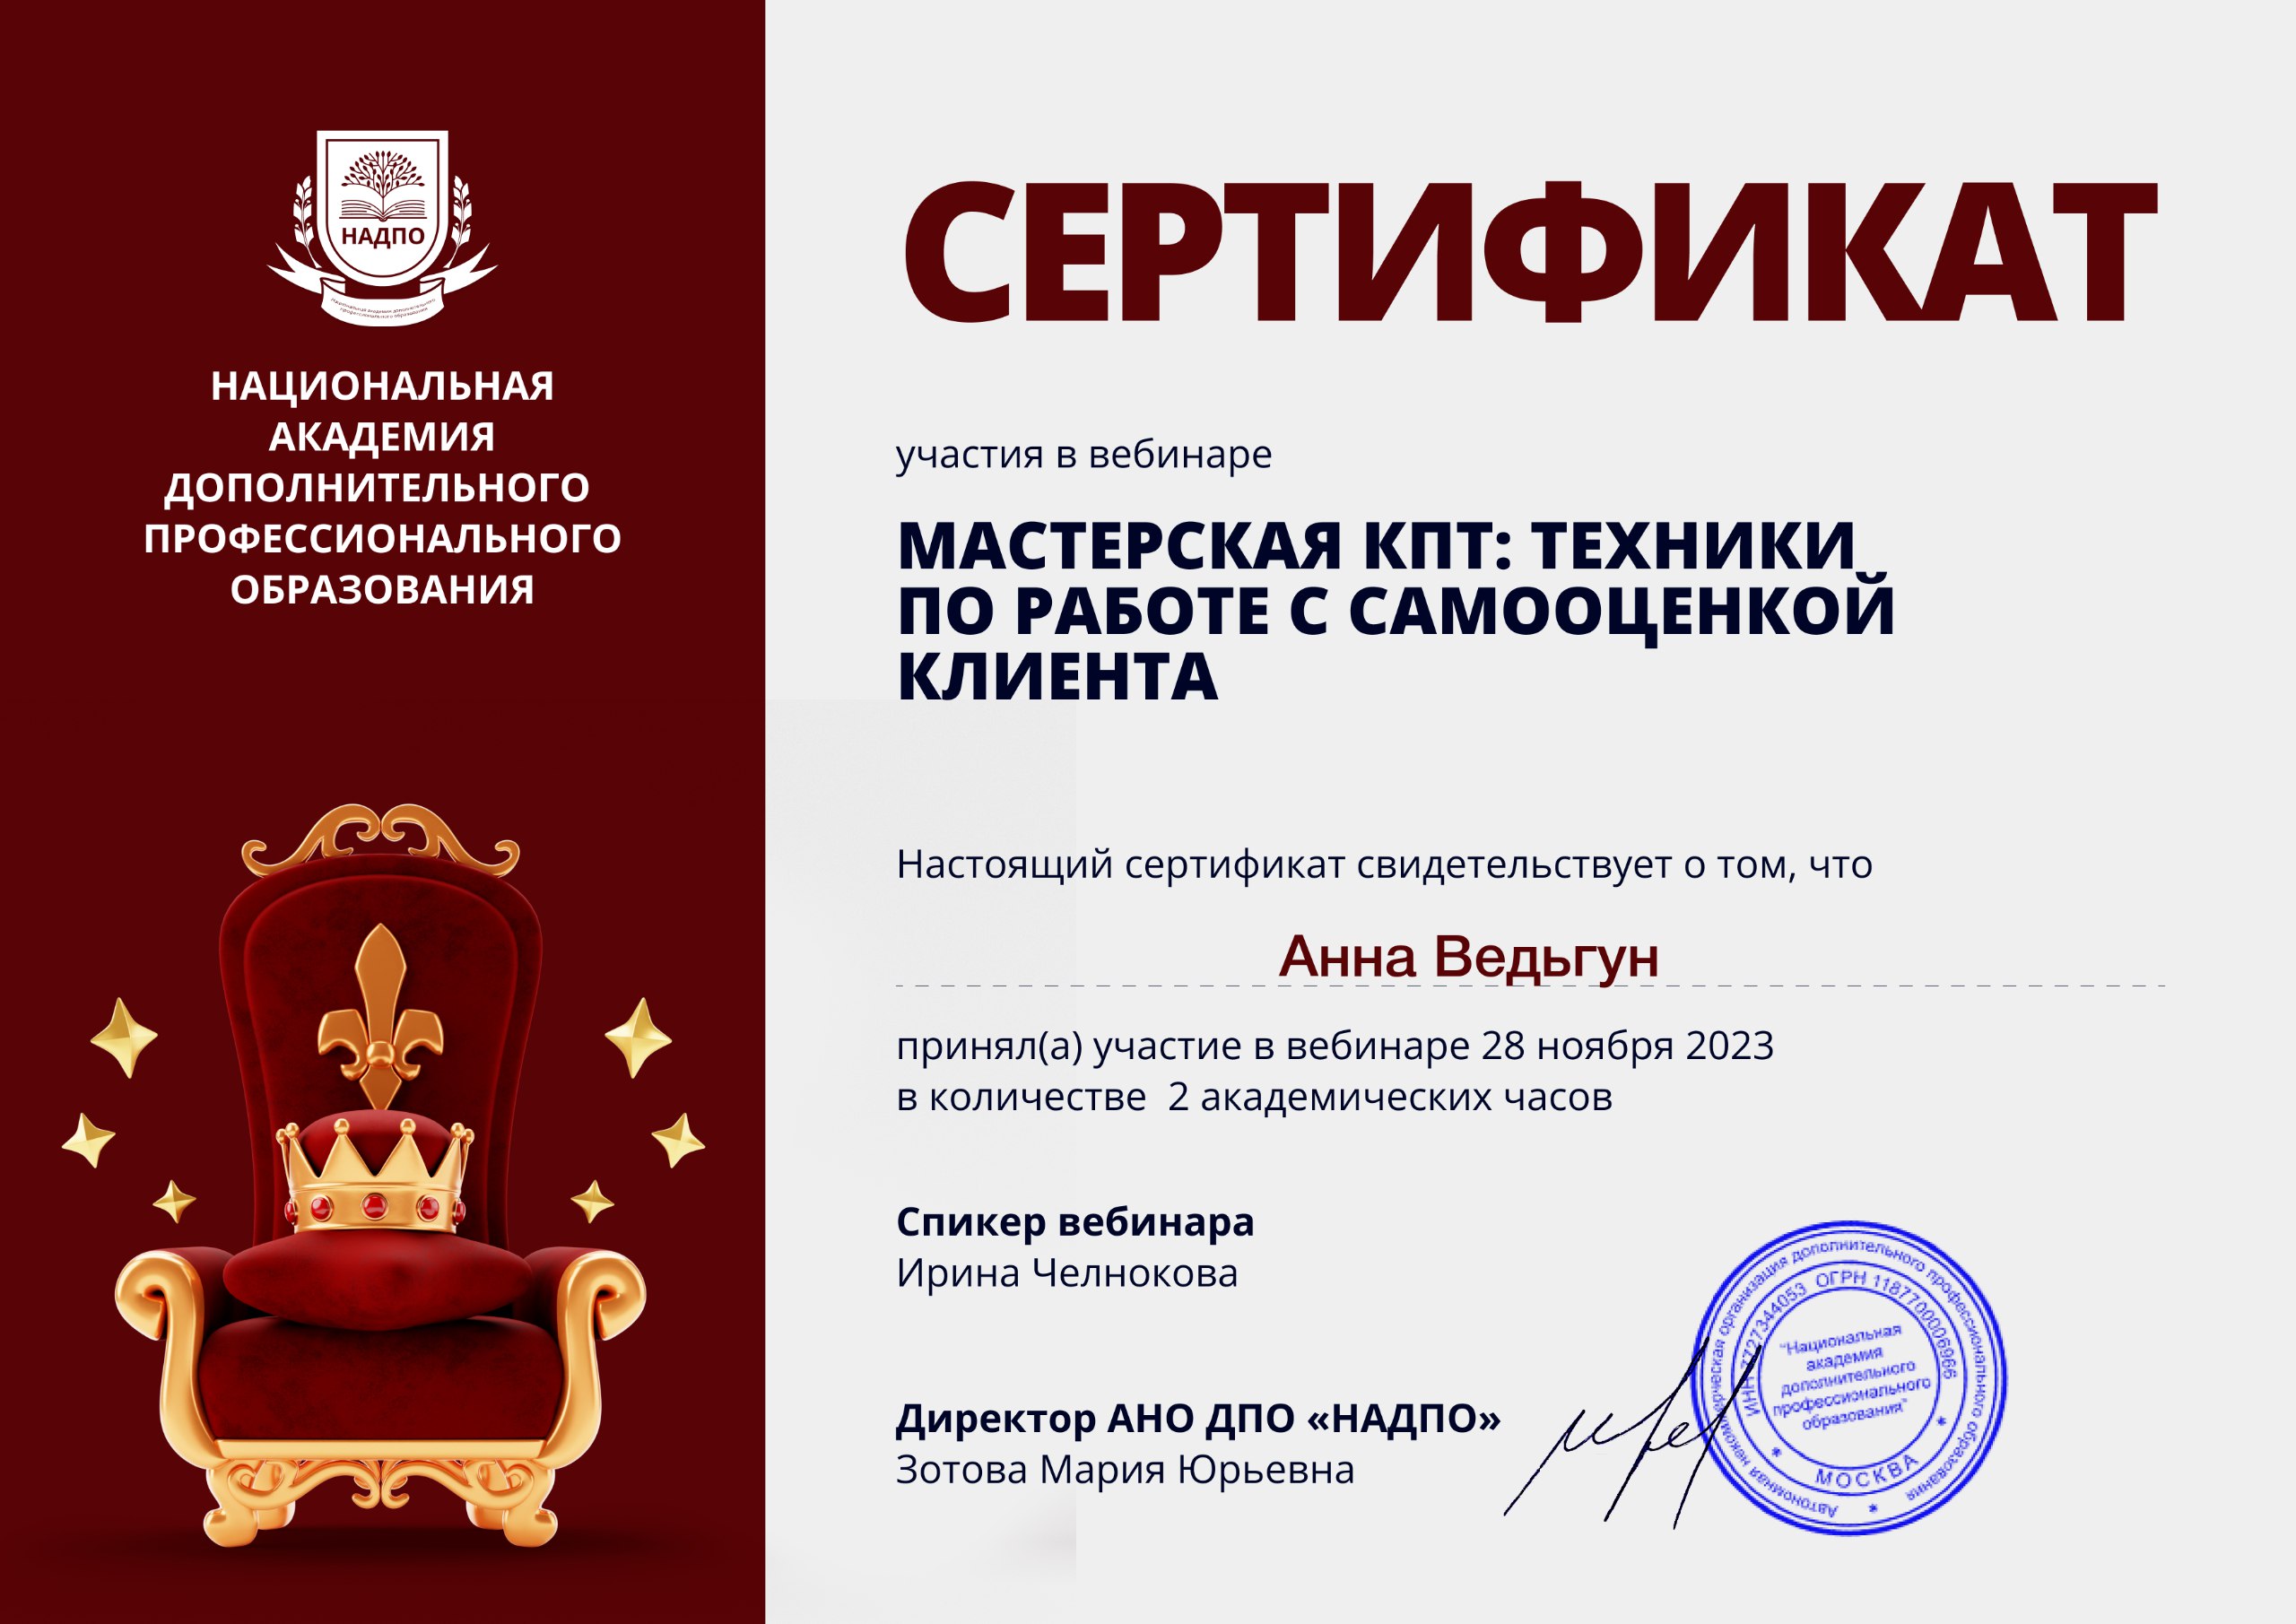 НАДПО
Национальная академия дополнительного
профессионального образования
НАЦИОНАЛЬНАЯ
АКАДЕМИЯ
ДОПОЛНИТЕЛЬНОГО
ПРОФЕССИОНАЛЬНОГО
ОБРАЗОВАНИЯ
СЕРТИФИКАТ
участия в вебинаре
МАСТЕРСКАЯ КПТ: ТЕХНИКИ
ПО РАБОТЕ С САМООЦЕНКОЙ
КЛИЕНТА
Настоящий сертификат свидетельствует о том, что
Анна Ведьгун
принял(а) участие в вебинаре 28 ноября 2023
в количестве 2 академических часов
Спикер вебинара
Ирина Челнокова
Директор АНО ДПО «НАДПО»
Зотова Мария Юрьевна
Автономная некоммерческая организация дополнительного профессионального образования
ИНН 7727344053 ОГРН 1187700006966
"Национальная
академия
дополнительного
профессионального
образования"
* МОСКВА *
*